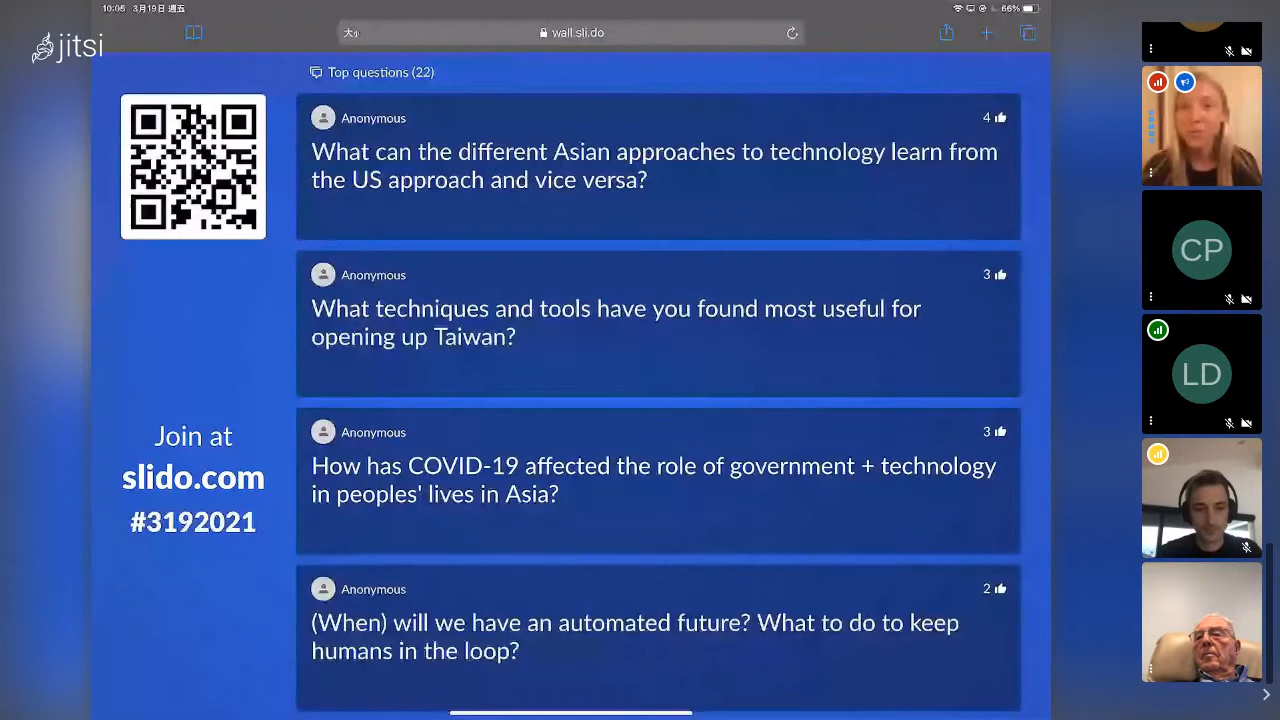 10:05 3月19日 週五
66%
jitsi
大小
wall.sli.do
Top questions (22)
Anonymous
4
What can the different Asian approaches to technology learn from
the US approach and vice versa?
Anonymous
3
What techniques and tools have you found most useful for
opening up Taiwan?
Anonymous
3
How has COVID-19 affected the role of government + technology
in peoples' lives in Asia?
Anonymous
2
(When) will we have an automated future? What to do to keep
humans in the loop?
Join at
slido.com
#3192021
CP
LD